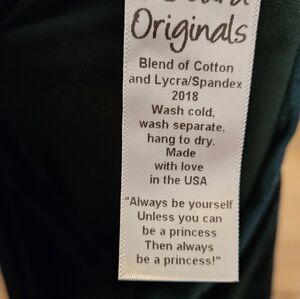 Originals
Blend of Cotton
and Lycra/Spandex
2018
Wash cold,
wash separate,
hang to dry.
Made
with love
in the USA
"Always be yourself
Unless you can
be a princess
Then always
be a princess!"